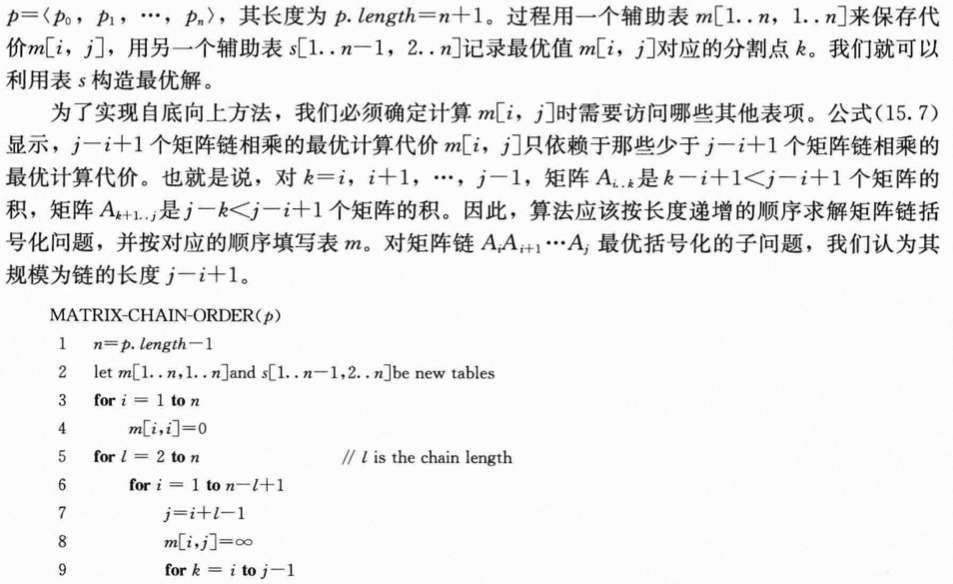 p=⟨p₀, p₁, …, pₙ⟩，其长度为 p.length=n+1。过程用一个辅助表 m[1..n, 1..n]来保存代
价m[i, j]，用另一个辅助表 s[1..n−1, 2..n]记录最优值 m[i, j]对应的分割点 k。我们就可以
利用表 s 构造最优解。
为了实现自底向上方法，我们必须确定计算 m[i, j]时需要访问哪些其他表项。公式(15.7)
显示，j−i+1 个矩阵链相乘的最优计算代价 m[i, j]只依赖于那些少于 j−i+1 个矩阵链相乘的
最优计算代价。也就是说，对 k=i, i+1, …, j−1，矩阵 A_{i..k}是 k−i+1<j−i+1 个矩阵的
积，矩阵 A_{k+1..j}是 j−k<j−i+1 个矩阵的积。因此，算法应该按长度递增的顺序求解矩阵链括
号化问题，并按对应的顺序填写表 m。对矩阵链 A_iA_{i+1}…A_j 最优括号化的子问题，我们认为其
规模为链的长度 j−i+1。
MATRIX-CHAIN-ORDER(p)
1 n=p.length−1
2 let m[1..n,1..n]and s[1..n−1,2..n]be new tables
3 for i = 1 to n
4 m[i,i]=0
5 for l = 2 to n // l is the chain length
6 for i = 1 to n−l+1
7 j=i+l−1
8 m[i,j]=∞
9 for k = i to j−1